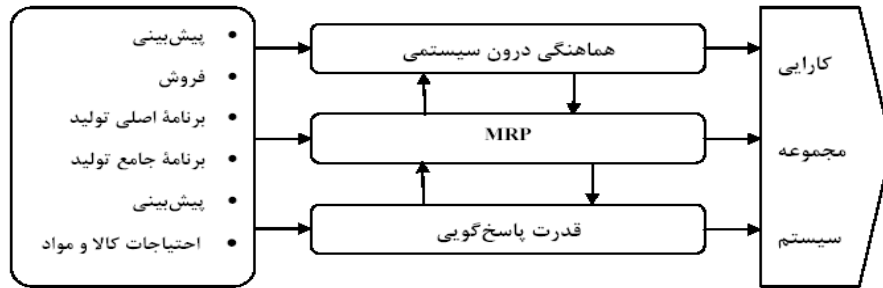 پیش‌بینی
فروش
برنامهٔ اصلی تولید
برنامهٔ جامع تولید
پیش‌بینی
احتیاجات کالا و مواد
هماهنگی درون سیستمی
MRP
قدرت پاسخ‌گویی
کارایی
مجموعه
سیستم